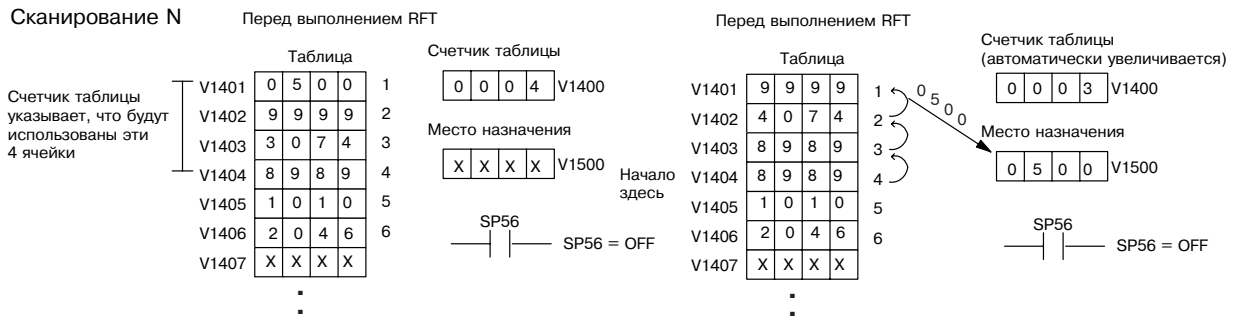 Сканирование N
Перед выполнением RFT
Таблица
Счетчик таблицы указывает, что будут использованы эти 4 ячейки
V1401 0 5 0 0 1
V1402 9 9 9 9 2
V1403 3 0 7 4 3
V1404 8 9 8 9 4
V1405 1 0 1 0 5
V1406 2 0 4 6 6
V1407 X X X X
Счетчик таблицы
0 0 0 4 V1400
Место назначения
X X X X V1500
SP56
SP56 = OFF
Перед выполнением RFT
Таблица
Начало здесь
V1401 9 9 9 9 1
V1402 4 0 7 4 2
V1403 8 9 8 9 3
V1404 8 9 8 9 4
V1405 1 0 1 0 5
V1406 2 0 4 6 6
V1407 X X X X
0 5 0 0
Счетчик таблицы
(автоматически увеличивается)
0 0 0 3 V1400
Место назначения
0 5 0 0 V1500
SP56
SP56 = OFF